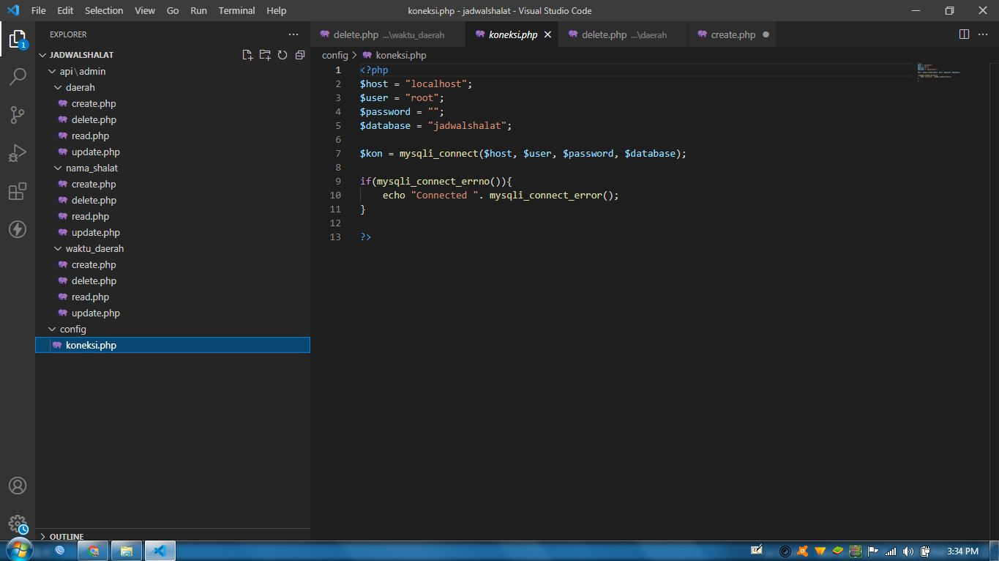 File Edit Selection View Go Run Terminal Help
koneksi.php - jadwalshalat - Visual Studio Code
EXPLORER
JADWALSHALAT
api\admin
daerah
create.php
delete.php
read.php
update.php
nama_shalat
create.php
delete.php
read.php
update.php
waktu_daerah
create.php
delete.php
read.php
update.php
config
koneksi.php
OUTLINE
1
delete.php ...\waktu_daerah
koneksi.php
delete.php ...\daerah
create.php
config > koneksi.php
1 <?php
2 $host = "localhost";
3 $user = "root";
4 $password = "";
5 $database = "jadwalshalat";
6
7 $kon = mysqli_connect($host, $user, $password, $database);
8
9 if(mysqli_connect_errno()){
10 echo "Connected ". mysqli_connect_error();
11 }
12
13 ?>
3:34 PM